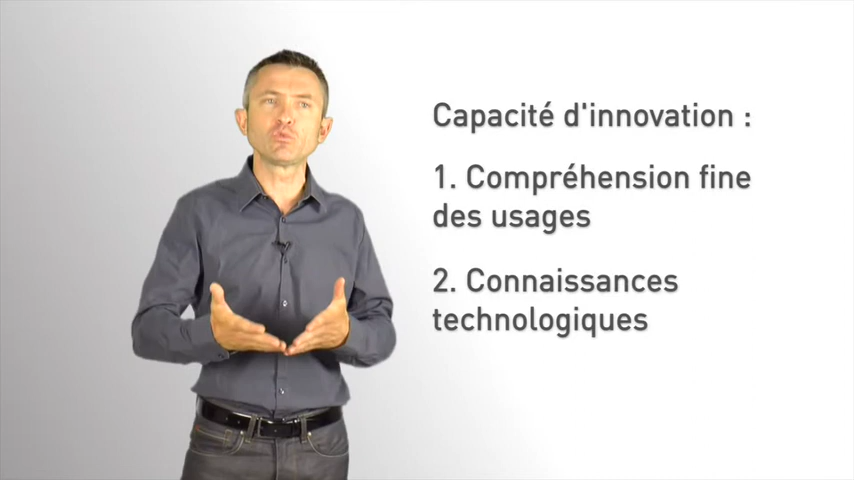 Capacité d'innovation :
1. Compréhension fine
des usages
2. Connaissances
technologiques